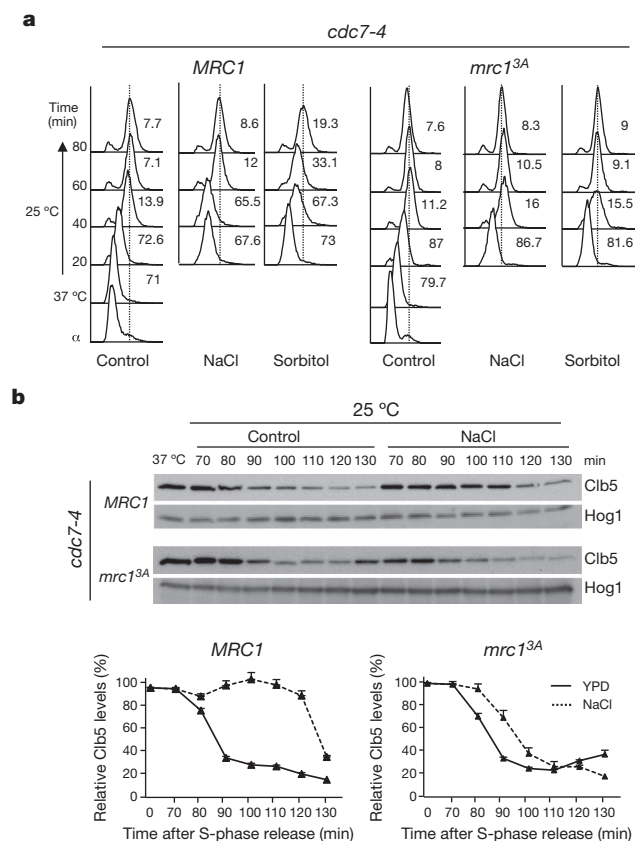 a
cdc7-4
MRC1 mrc1³ᴬ
Time (min)
80 7.7 8.6 19.3 7.6 8.3 9
60 7.1 12 33.1 8 10.5 9.1
40 13.9 65.5 67.3 11.2 16 15.5
20 72.6 67.6 73 87 86.7 81.6
25 ºC
37 ºC 71 79.7
α
Control NaCl Sorbitol Control NaCl Sorbitol
b
25 ºC
Control NaCl
37 ºC 70 80 90 100 110 120 130 70 80 90 100 110 120 130 min
cdc7-4
MRC1 Clb5
Hog1
mrc1³ᴬ Clb5
Hog1
MRC1
Relative Clb5 levels (%)
100
80
60
40
20
0
0 70 80 90 100 110 120 130
Time after S-phase release (min)
mrc1³ᴬ
Relative Clb5 levels (%)
100
80
60
40
20
0
YPD
NaCl
0 70 80 90 100 110 120 130
Time after S-phase release (min)